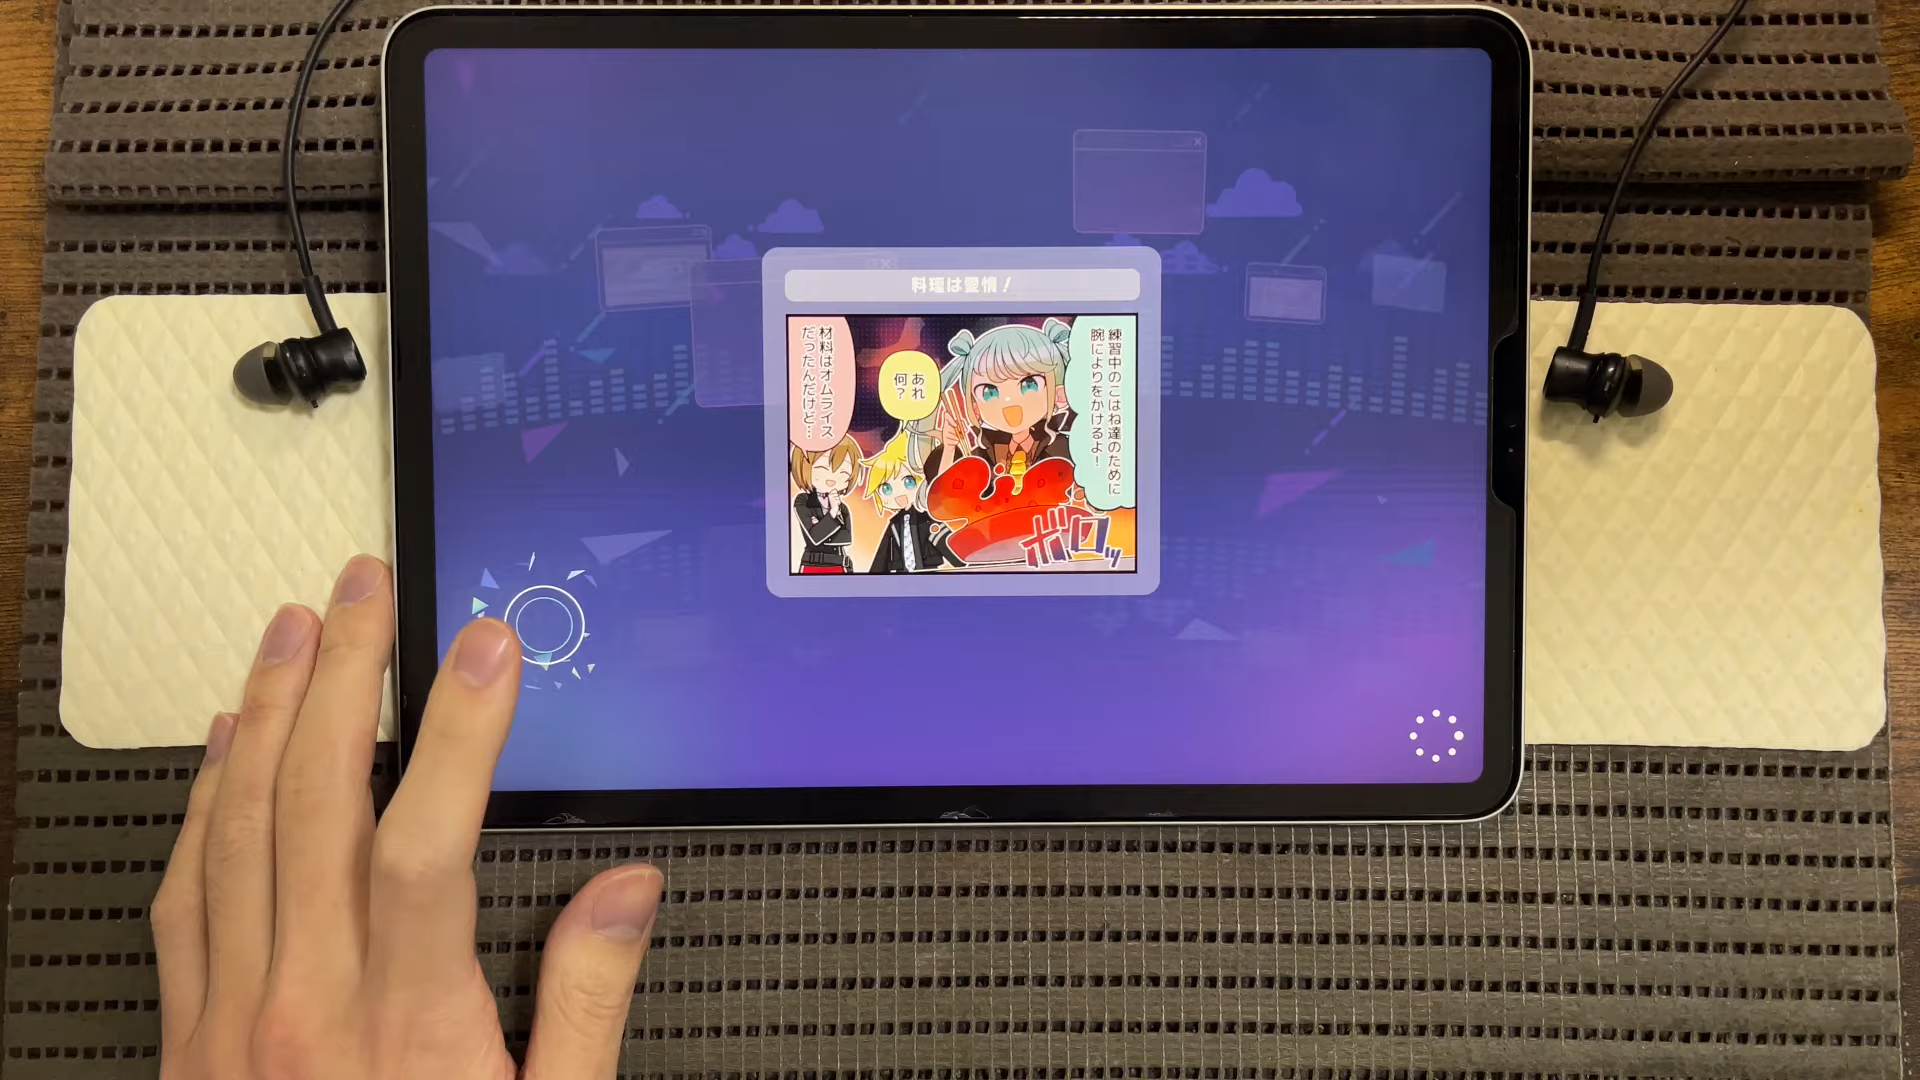 料理は愛情！
練習中のこはね達のために
腕によりをかけるよ！
あれ
何？
材料はオムライス
だったんだけど…
ボロッ